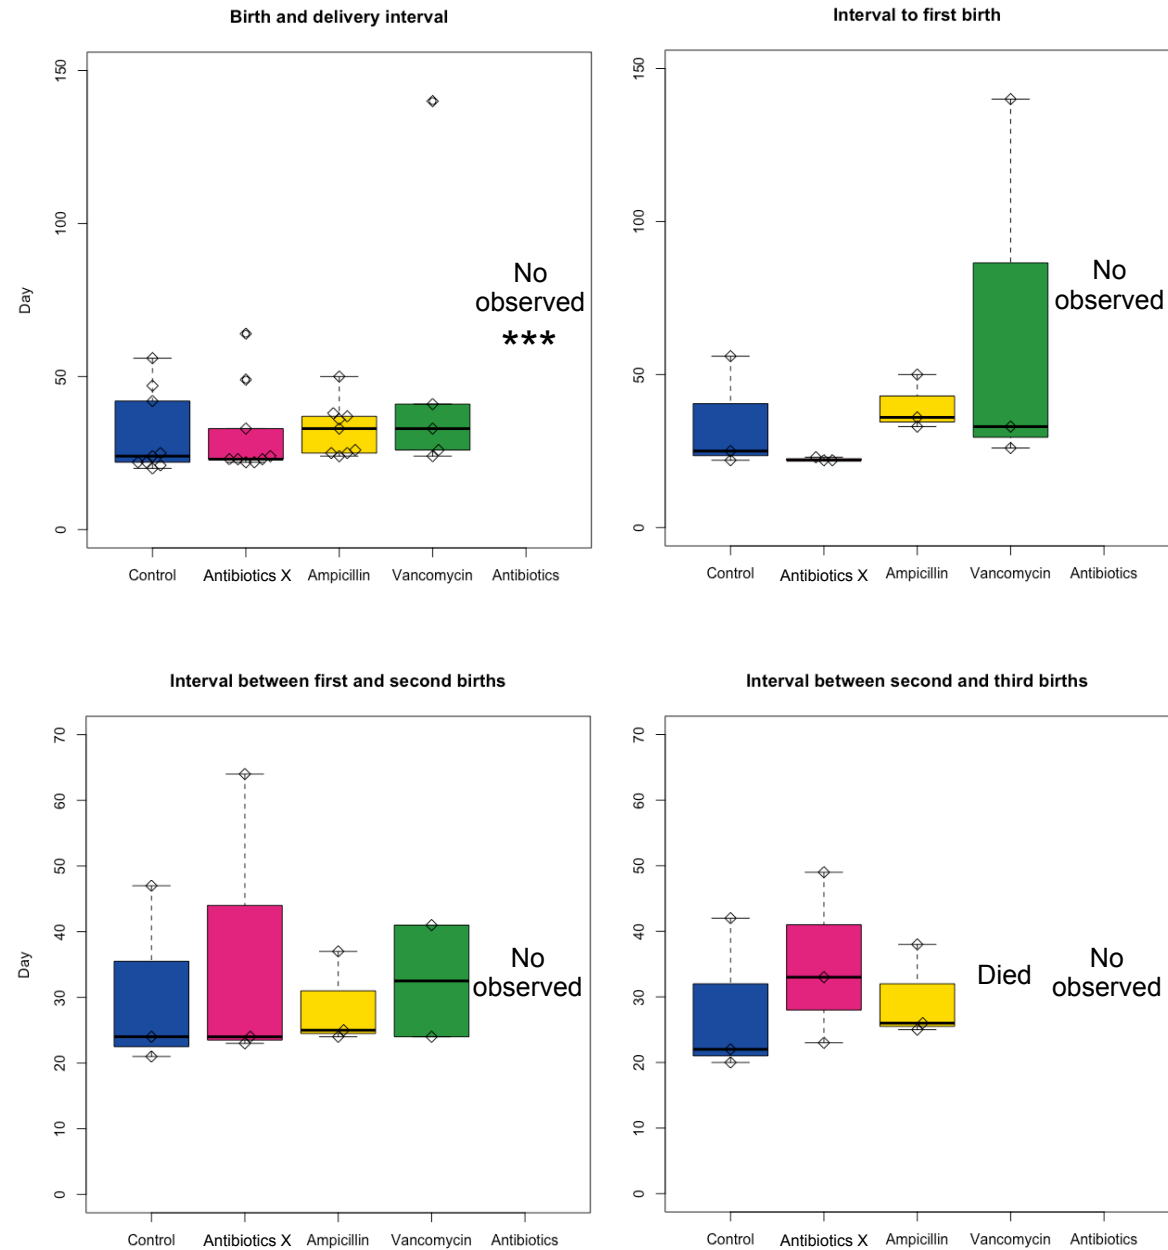 Birth and delivery interval
150
100
50
0
Day
No
observed
***
Control Antibiotics X Ampicillin Vancomycin Antibiotics
Interval to first birth
150
100
50
0
No
observed
Control Antibiotics X Ampicillin Vancomycin Antibiotics
Interval between first and second births
70
60
50
40
30
20
10
0
Day
No
observed
Control Antibiotics X Ampicillin Vancomycin Antibiotics
Interval between second and third births
70
60
50
40
30
20
10
0
Died
No
observed
Control Antibiotics X Ampicillin Vancomycin Antibiotics